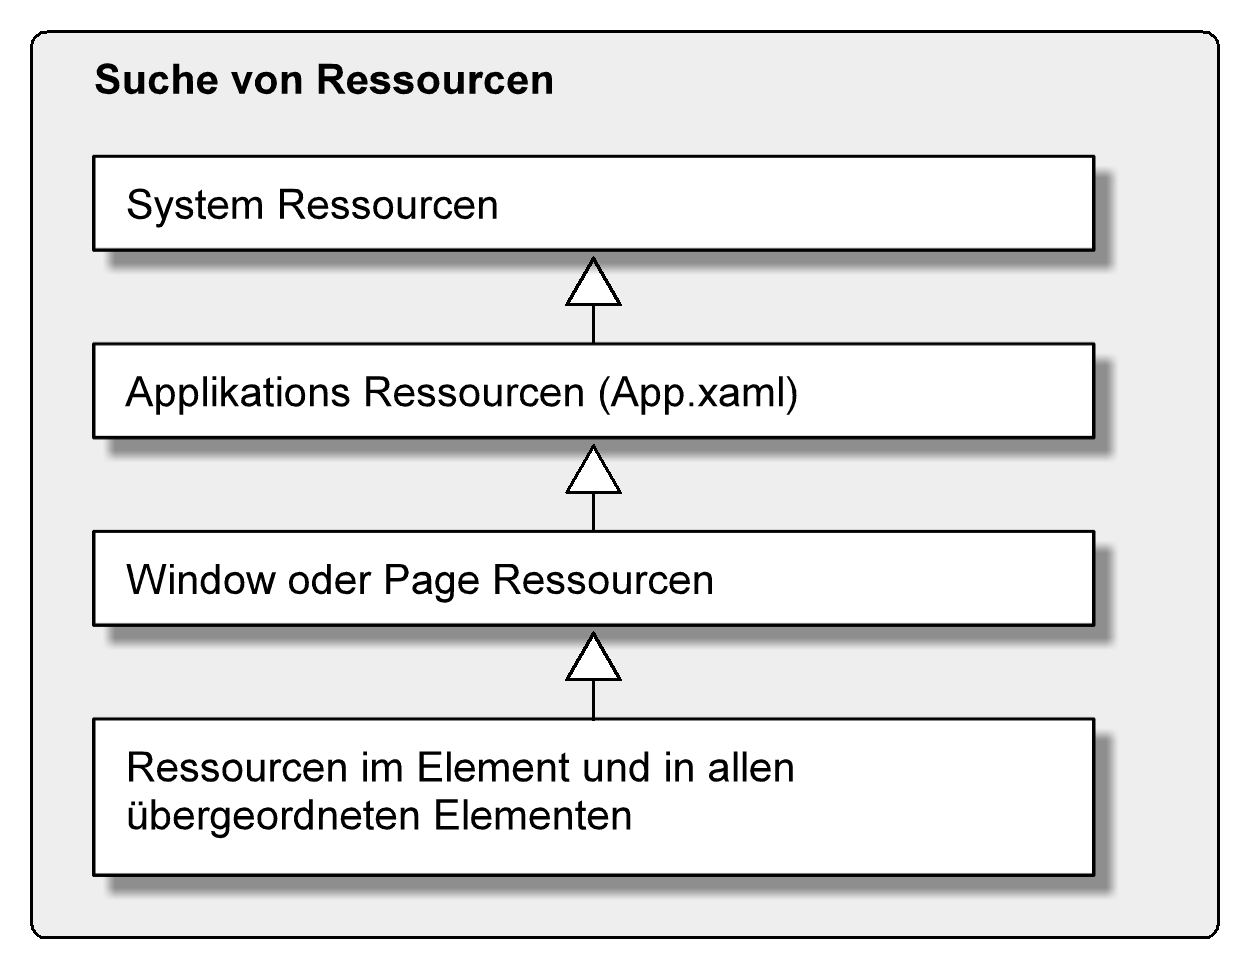 Suche von Ressourcen
System Ressourcen
Applikations Ressourcen (App.xaml)
Window oder Page Ressourcen
Ressourcen im Element und in allen
übergeordneten Elementen